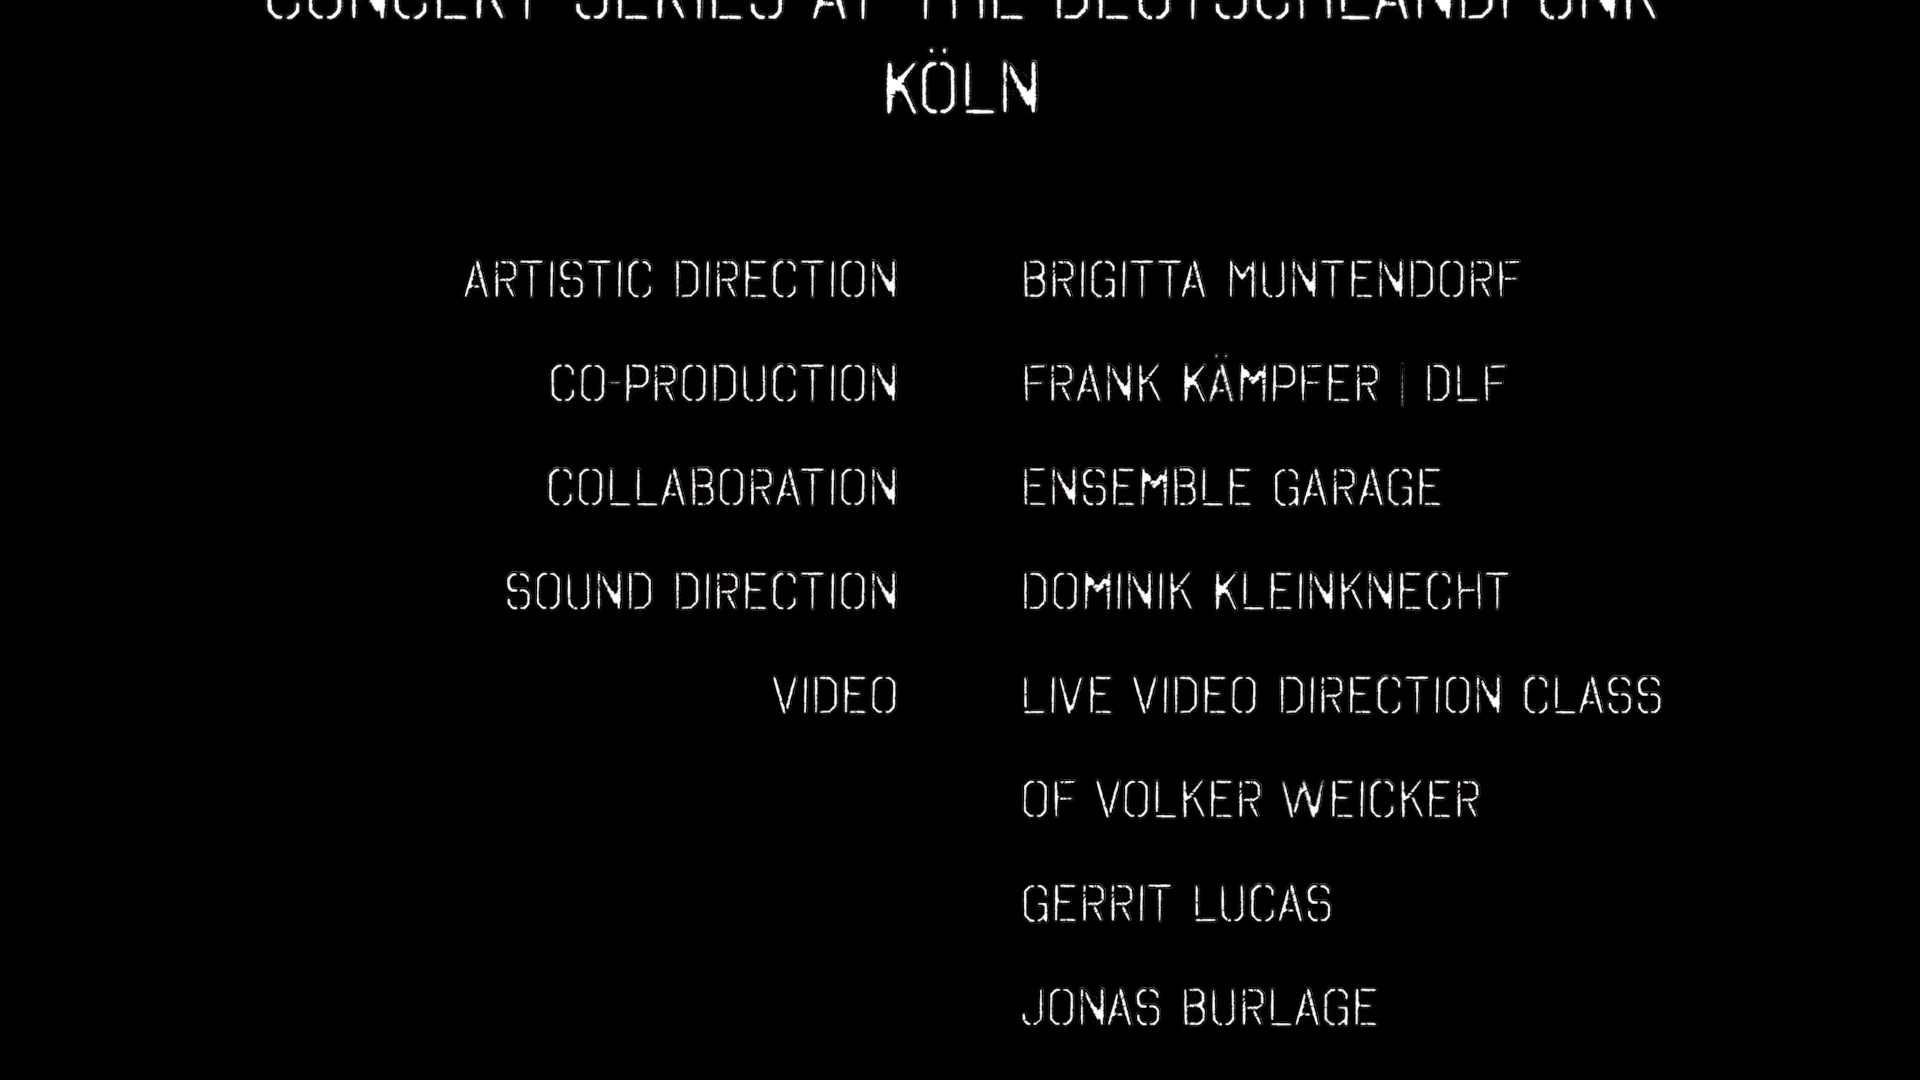 CONCERT SERIES AT THE DEUTSCHLANDFUNK
KÖLN
ARTISTIC DIRECTION BRIGITTA MUNTENDORF
CO-PRODUCTION FRANK KÄMPFER | DLF
COLLABORATION ENSEMBLE GARAGE
SOUND DIRECTION DOMINIK KLEINKNECHT
VIDEO LIVE VIDEO DIRECTION CLASS
OF VOLKER WEICKER
GERRIT LUCAS
JONAS BURLAGE